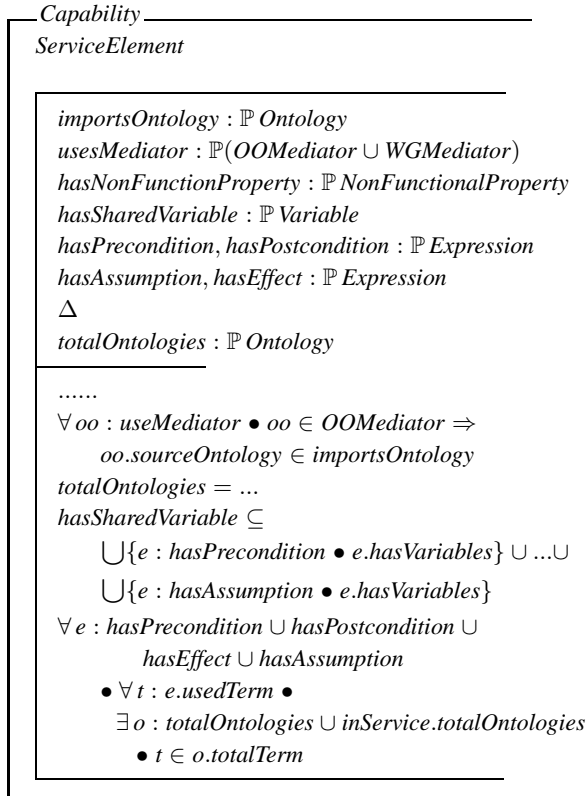 Capability
ServiceElement
importsOntology : ℙ Ontology
usesMediator : ℙ(OOMediator ∪ WGMediator)
hasNonFunctionProperty : ℙ NonFunctionalProperty
hasSharedVariable : ℙ Variable
hasPrecondition, hasPostcondition : ℙ Expression
hasAssumption, hasEffect : ℙ Expression
Δ
totalOntologies : ℙ Ontology
......
∀ oo : useMediator • oo ∈ OOMediator ⇒
oo.sourceOntology ∈ importsOntology
totalOntologies = ...
hasSharedVariable ⊆
⋃{e : hasPrecondition • e.hasVariables} ∪ ...∪
⋃{e : hasAssumption • e.hasVariables}
∀ e : hasPrecondition ∪ hasPostcondition ∪
hasEffect ∪ hasAssumption
• ∀ t : e.usedTerm •
∃ o : totalOntologies ∪ inService.totalOntologies
• t ∈ o.totalTerm